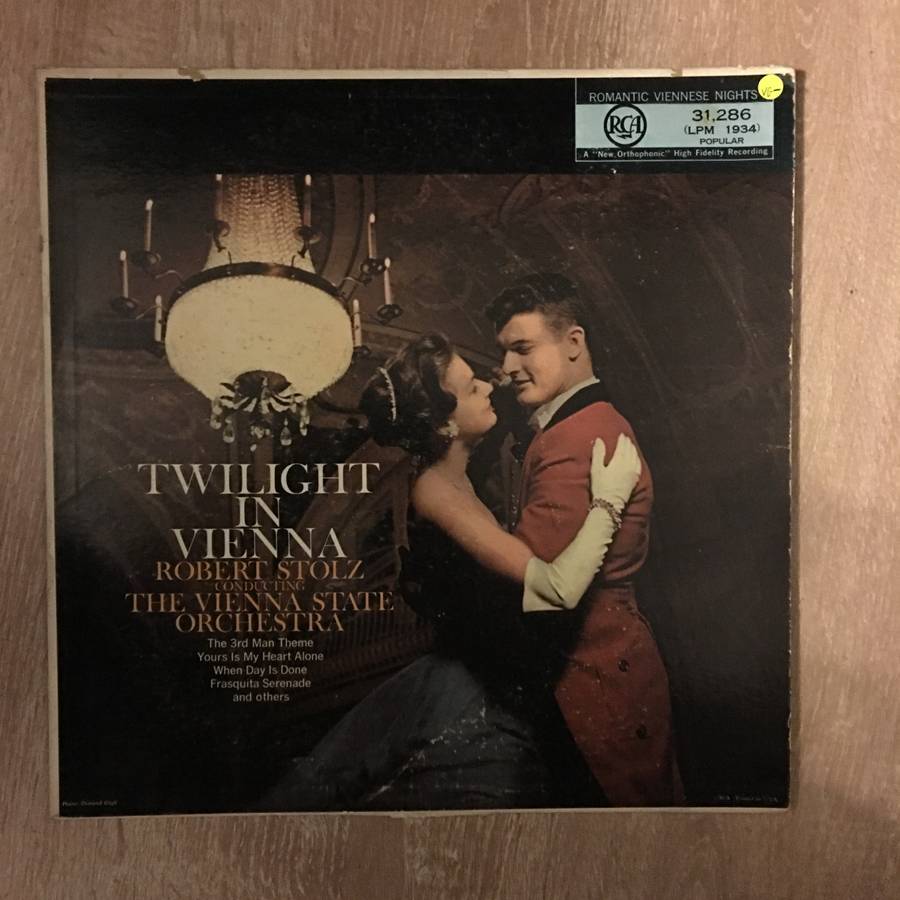 ROMANTIC VIENNESE NIGHTS
VG-
RCA
31,286
(LPM 1934)
POPULAR
A "New Orthophonic" High Fidelity Recording
TWILIGHT
IN
VIENNA
ROBERT STOLZ
CONDUCTING
THE VIENNA STATE
ORCHESTRA
The 3rd Man Theme
Yours Is My Heart Alone
When Day Is Done
Frasquita Serenade
and others